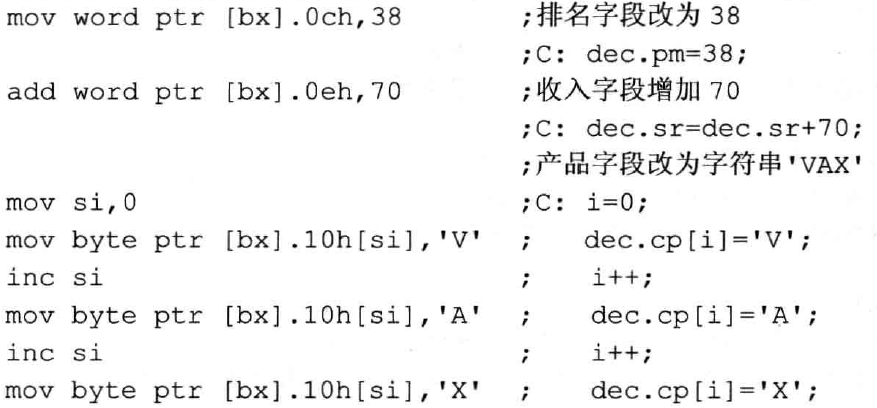 mov word ptr [bx].0ch,38 ;排名字段改为 38
;C: dec.pm=38;
add word ptr [bx].0eh,70 ;收入字段增加 70
;C: dec.sr=dec.sr+70;
;产品字段改为字符串'VAX'
mov si,0 ;C: i=0;
mov byte ptr [bx].10h[si],'V' ; dec.cp[i]='V';
inc si ; i++;
mov byte ptr [bx].10h[si],'A' ; dec.cp[i]='A';
inc si ; i++;
mov byte ptr [bx].10h[si],'X' ; dec.cp[i]='X';